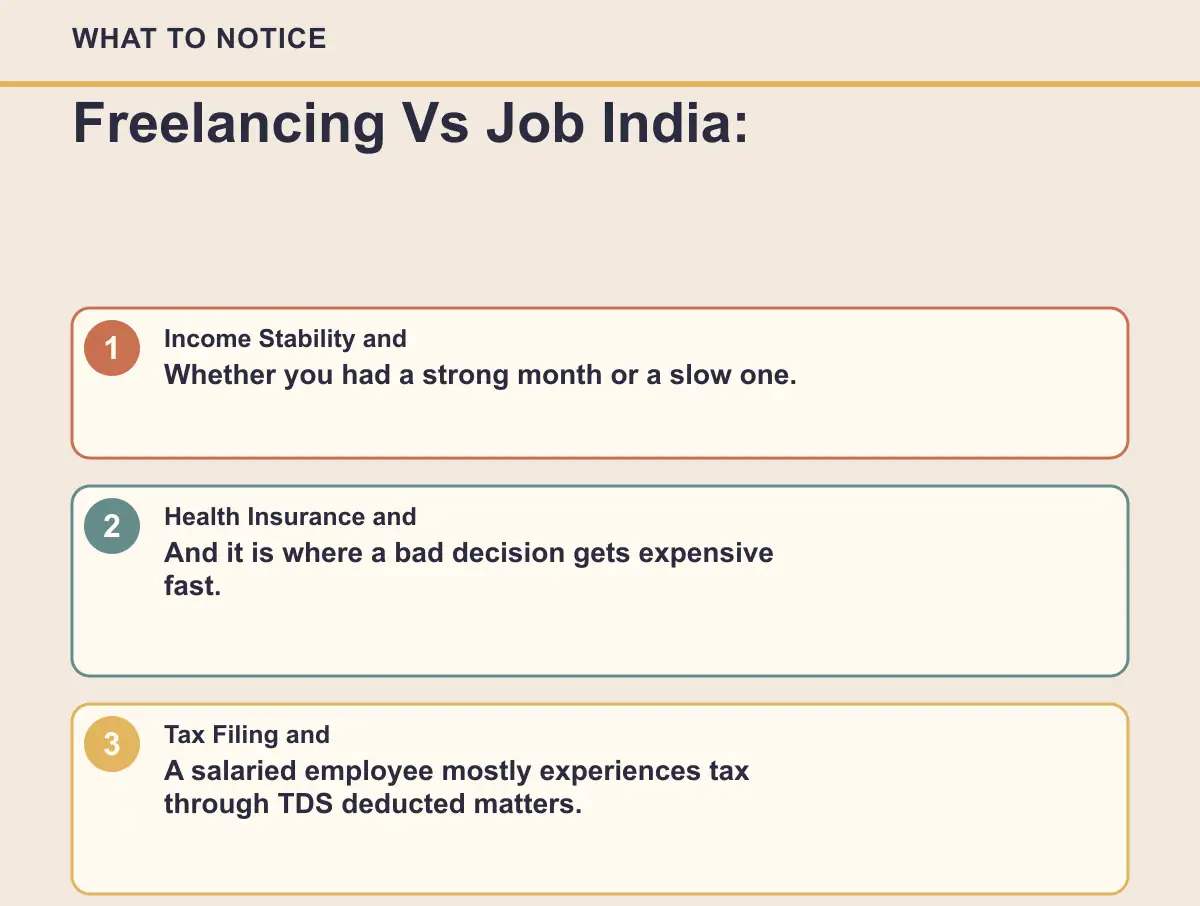 WHAT TO NOTICE
Freelancing Vs Job India:
1
Income Stability and
Whether you had a strong month or a slow one.
2
Health Insurance and
And it is where a bad decision gets expensive
fast.
3
Tax Filing and
A salaried employee mostly experiences tax
through TDS deducted matters.